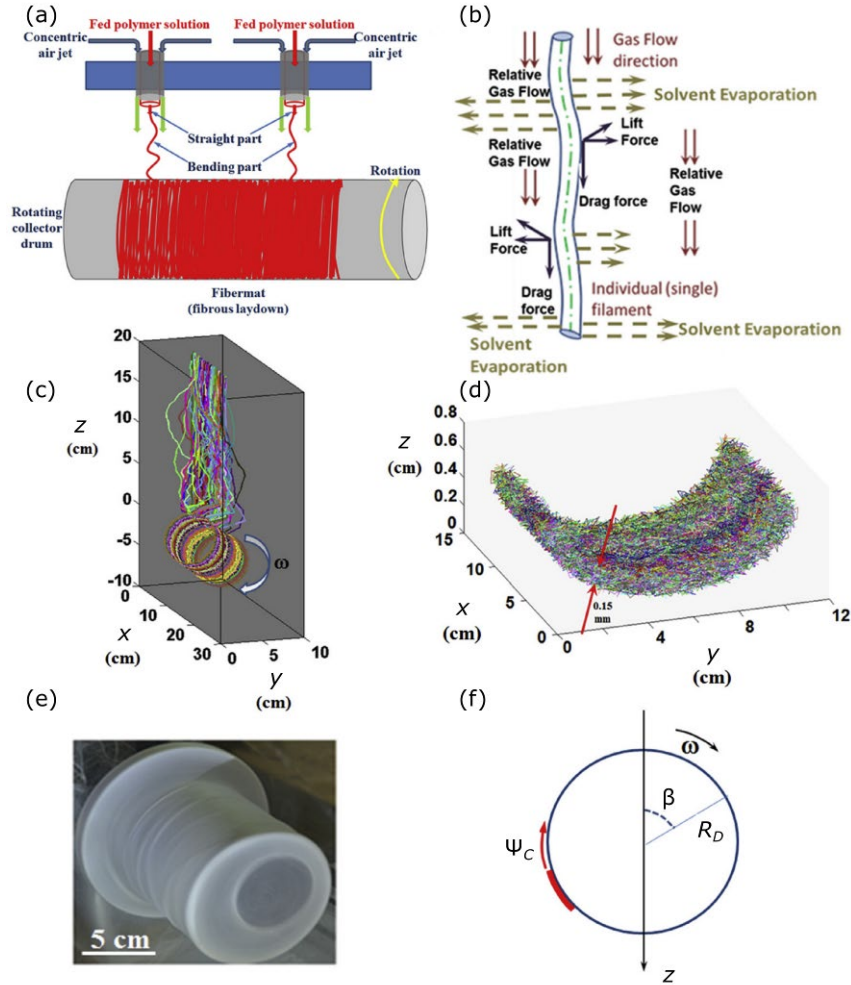 (a)
Fed polymer solution Fed polymer solution
Concentric air jet
Concentric air jet
Straight part
Bending part
Rotation
Rotating collector drum
Fibermat
(fibrous laydown)
(b)
Gas Flow direction
Relative Gas Flow
Solvent Evaporation
Lift Force
Relative Gas Flow
Relative Gas Flow
Drag force
Lift Force
Drag force
Individual (single) filament
Solvent Evaporation
Solvent Evaporation
(c)
20
15
10
5
0
-5
-10
z
(cm)
ω
0
10
20
30
x
(cm)
0 5 10
y
(cm)
(d)
0.8
0.6
0.4
0.2
0
z
(cm)
15
10
5
0
x
(cm)
0.15
mm
0 4 8 12
y
(cm)
(e)
5 cm
(f)
ω
β
R_D
Ψ_C
z